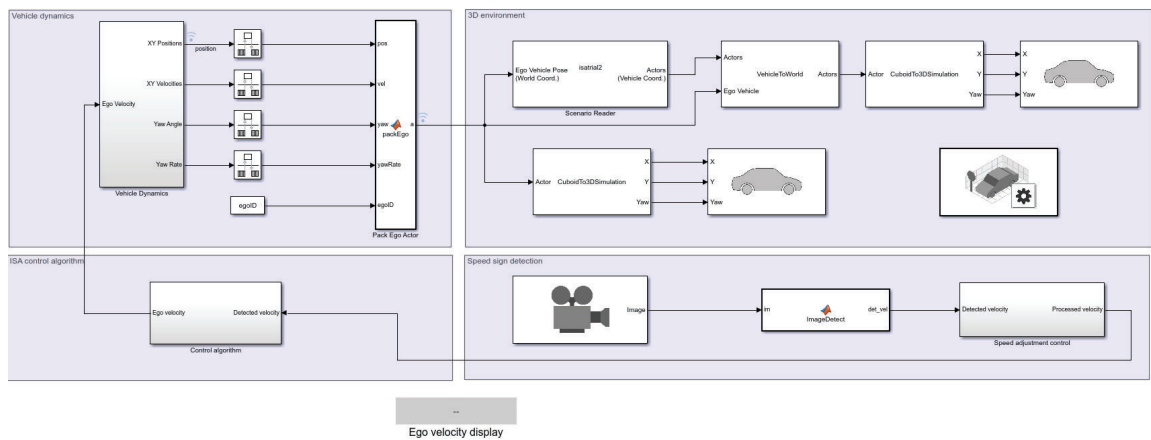 Vehicle dynamics
XY Positions
position
XY Velocities
Ego Velocity
Yaw Angle
Yaw Rate
Vehicle Dynamics
egoID
pos
vel
yaw
a
packEgo
yawRate
egoID
Pack Ego Actor
3D environment
Ego Vehicle Pose
(World Coord.)
isatrial2
Actors
(Vehicle Coord.)
Scenario Reader
Actors
VehicleToWorld
Actors
Ego Vehicle
Actor
CuboidTo3DSimulation
X
Y
Yaw
X
Y
Yaw
Actor
CuboidTo3DSimulation
X
Y
Yaw
X
Y
Yaw
ISA control algorithm
Ego velocity
Detected velocity
Control algorithm
Speed sign detection
Image
im
ImageDetect
det_vel
Detected velocity
Processed velocity
Speed adjustment control
--
Ego velocity display